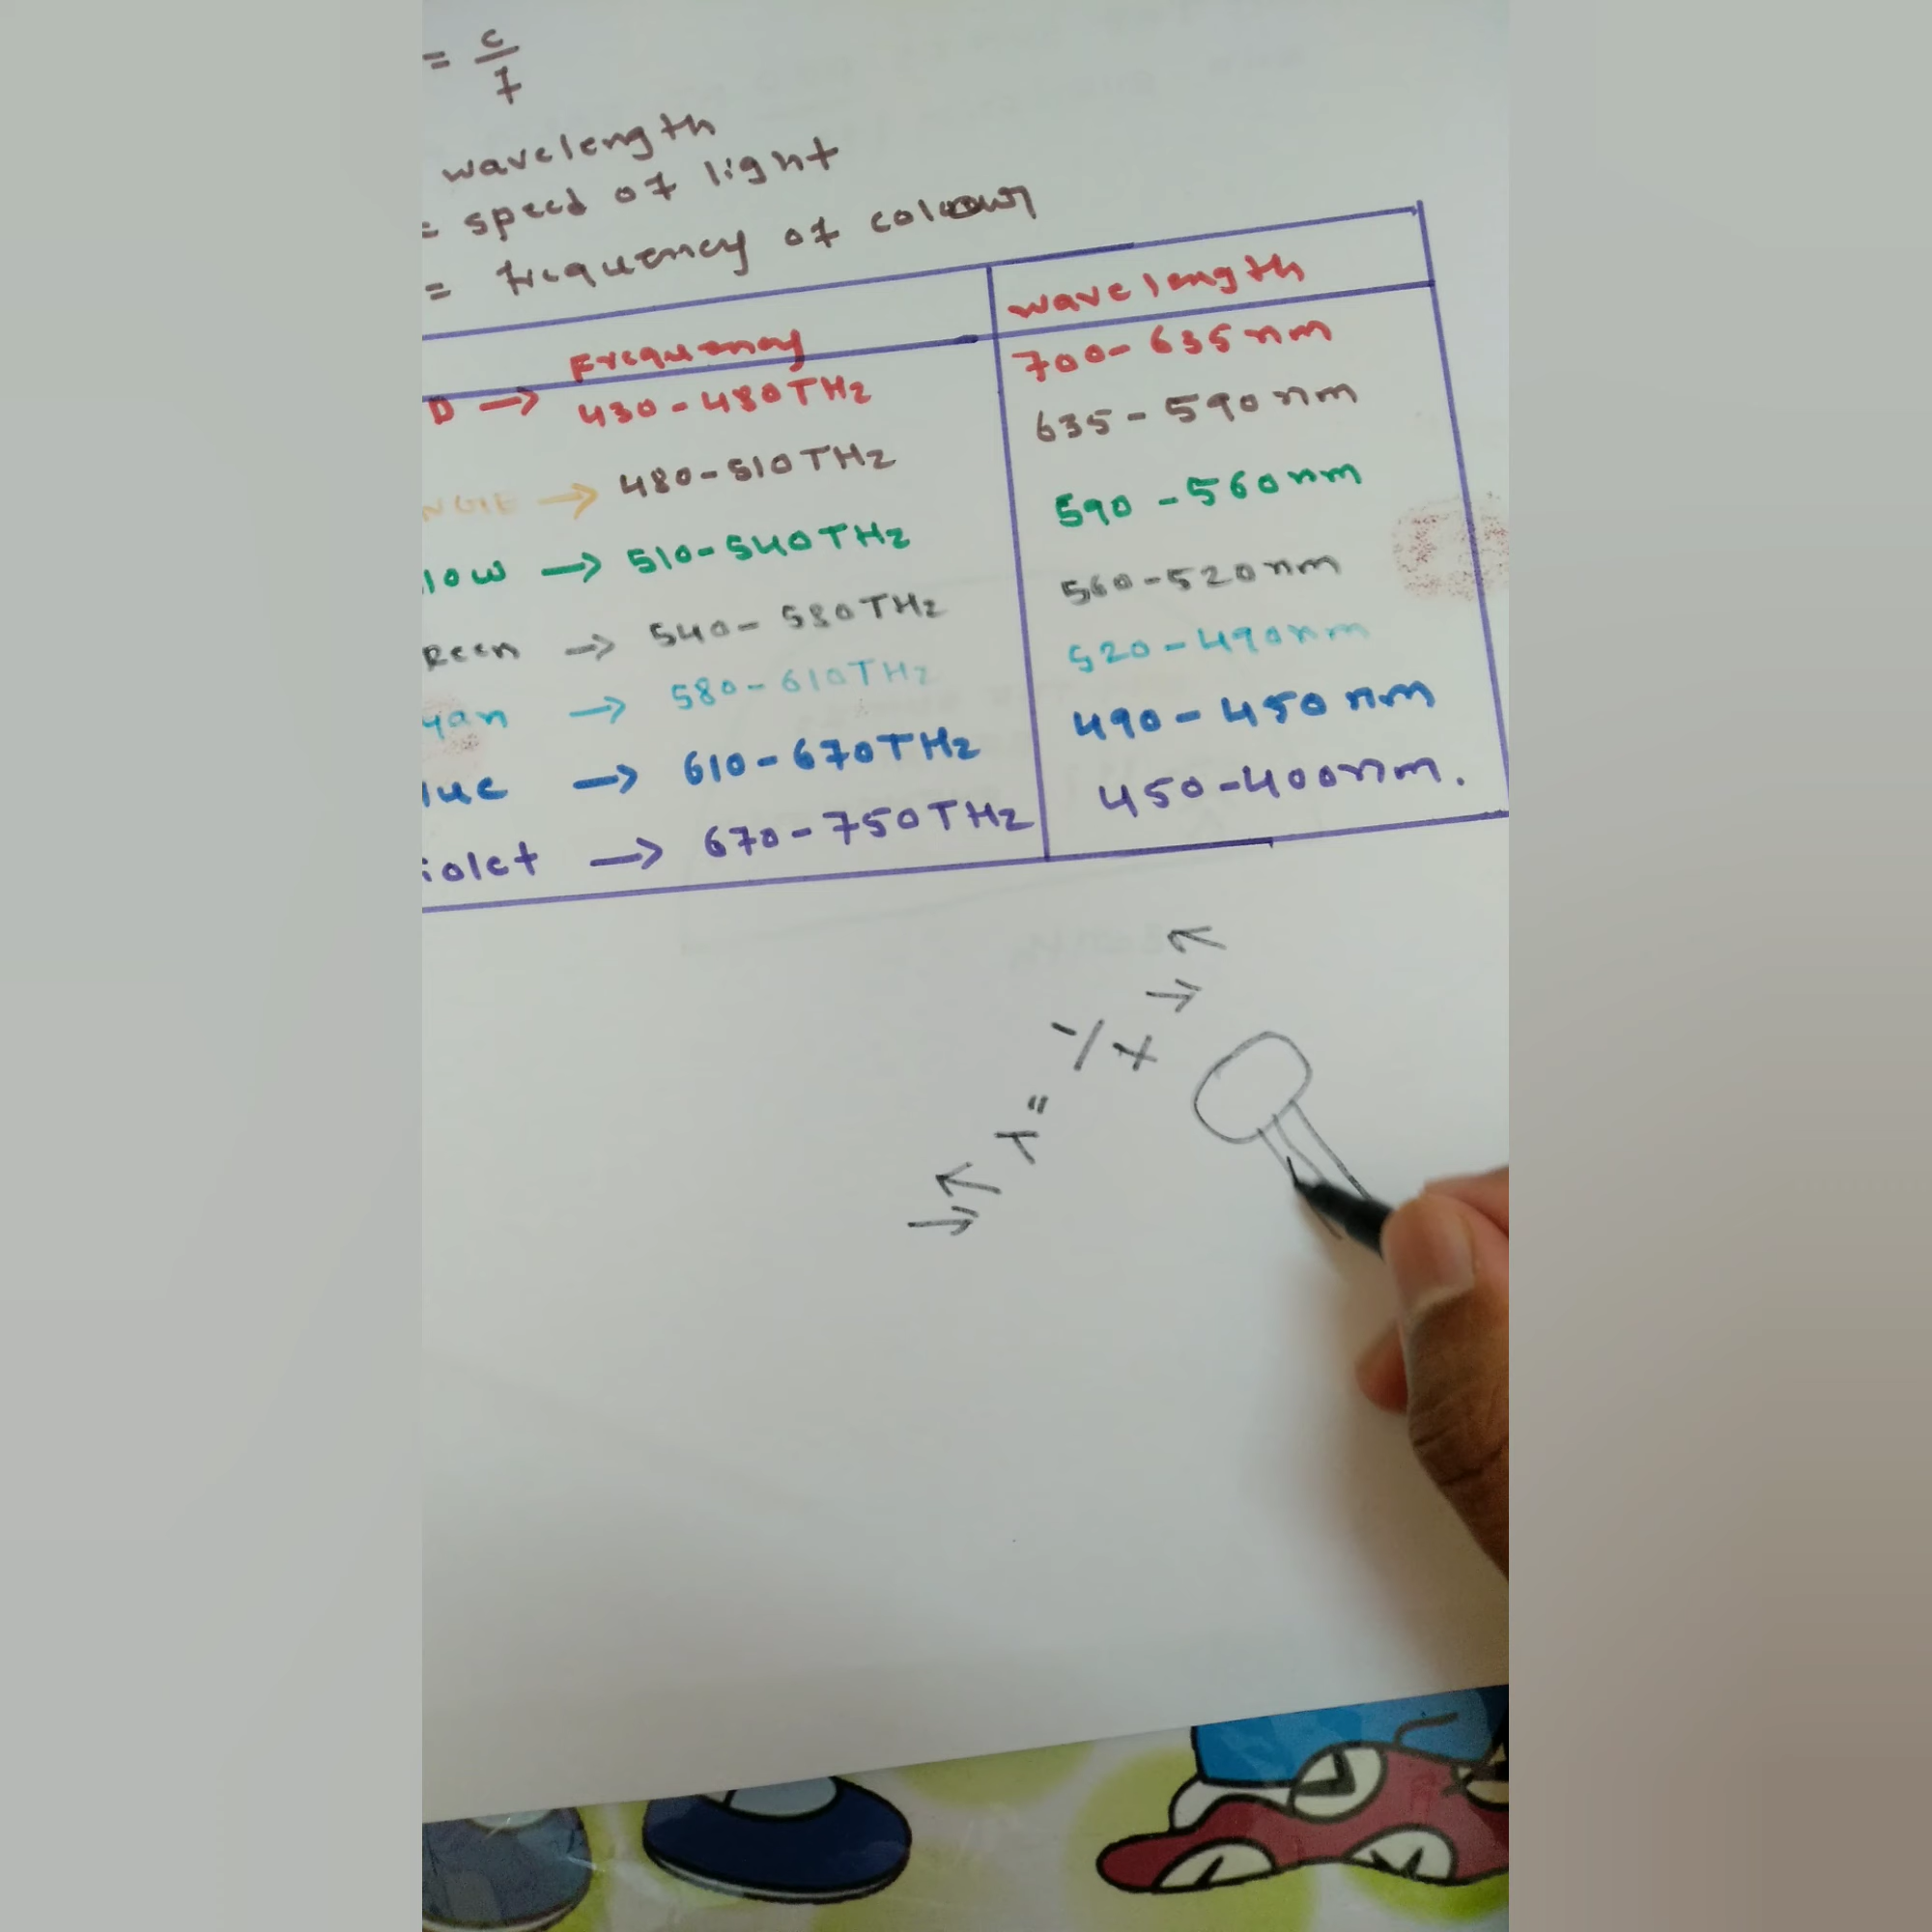 = c/f
wavelength
= speed of light
= frequency of colour
Frequency wavelength
D → 430-480THz 700-635nm
NGE → 480-510THz 635-590nm
low → 510-540THz 590-560nm
Reen → 540-580THz 560-520nm
yan → 580-610THz 520-490nm
lue → 610-670THz 490-450nm
iolet → 670-750THz 450-400nm.
← →
T = 1/f
← →